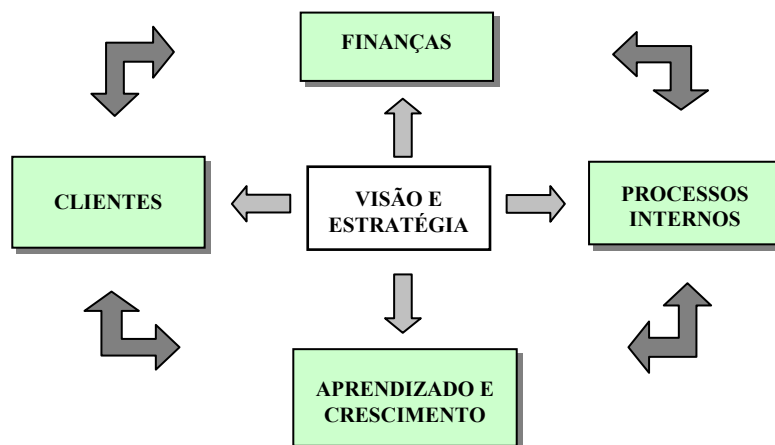 FINANÇAS
CLIENTES
VISÃO E
ESTRATÉGIA
PROCESSOS
INTERNOS
APRENDIZADO E
CRESCIMENTO